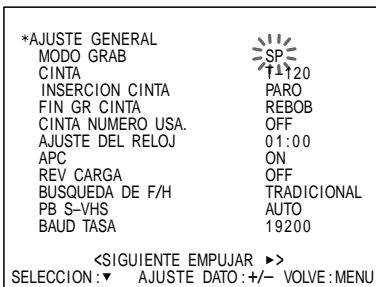 *AJUSTE GENERAL
MODO GRAB SP
CINTA T–120
INSERCION CINTA PARO
FIN GR CINTA REBOB
CINTA NUMERO USA. OFF
AJUSTE DEL RELOJ 01:00
APC ON
REV CARGA OFF
BUSQUEDA DE F/H TRADICIONAL
PB S–VHS AUTO
BAUD TASA 19200
<SIGUIENTE EMPUJAR ►>
SELECCION:▼ AJUSTE DATO:+/– VOLVE:MENU